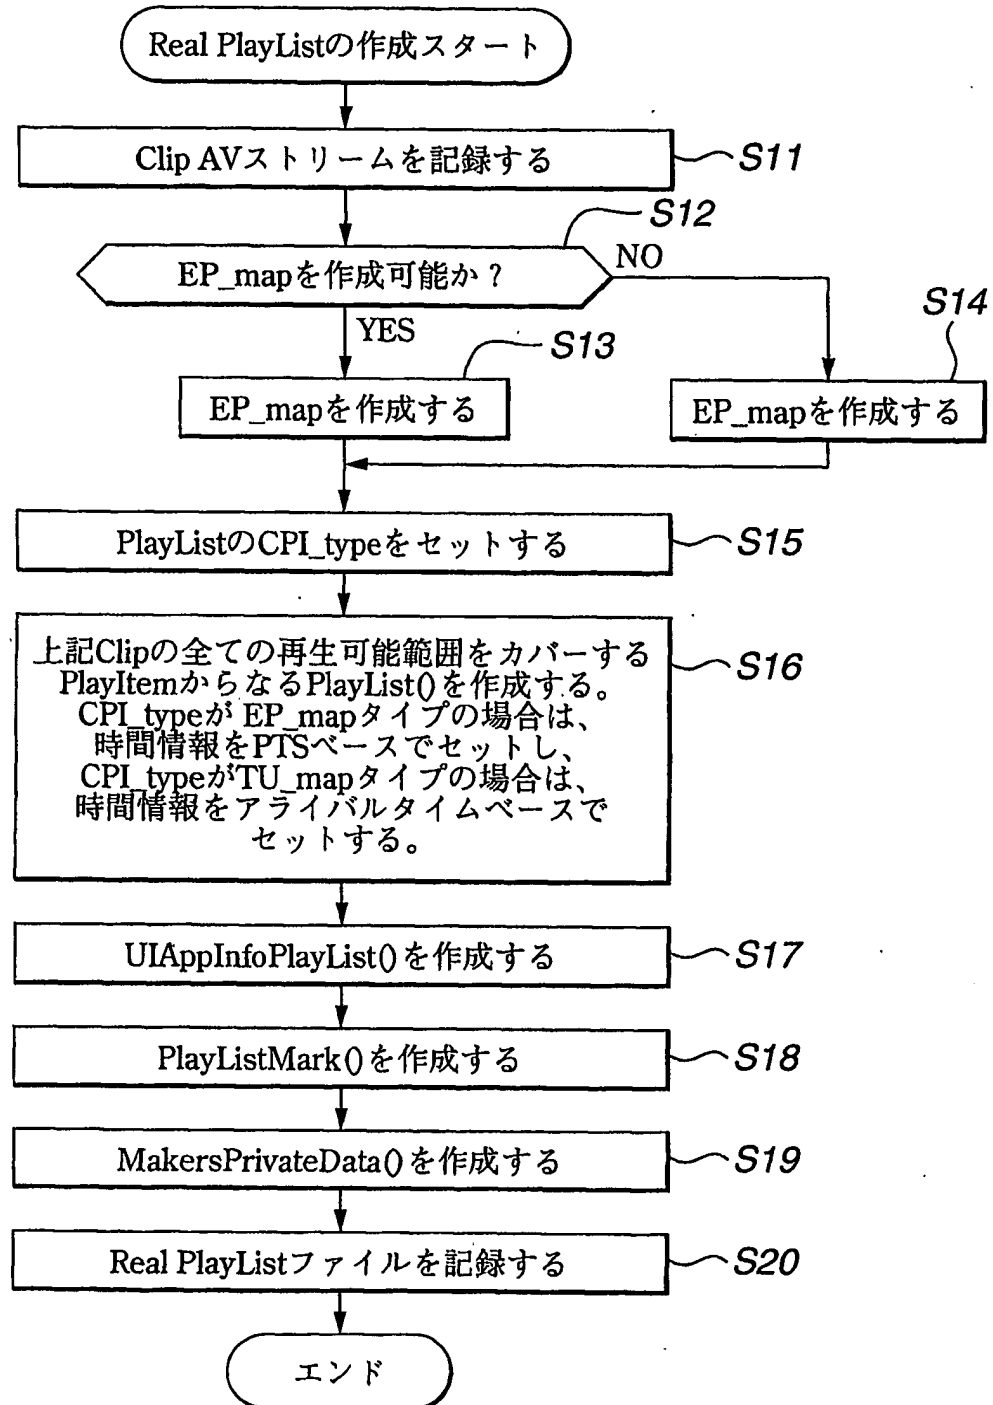 Real PlayListの作成スタート
Clip AVストリームを記録する
S11
S12
EP_mapを作成可能か？
NO
YES
S13
S14
EP_mapを作成する
EP_mapを作成する
PlayListのCPI_typeをセットする
S15
上記Clipの全ての再生可能範囲をカバーする
PlayItemからなるPlayList()を作成する。
CPI_typeが EP_mapタイプの場合は、
時間情報をPTSベースでセットし、
CPI_typeがTU_mapタイプの場合は、
時間情報をアライバルタイムベースで
セットする。
S16
UIAppInfoPlayList()を作成する
S17
PlayListMark()を作成する
S18
MakersPrivateData()を作成する
S19
Real PlayListファイルを記録する
S20
エンド